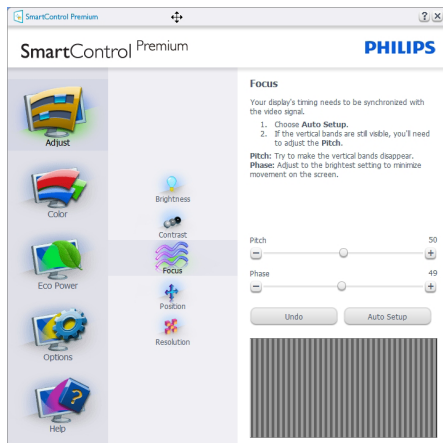 SmartControl Premium
?
X
SmartControl Premium
PHILIPS
Adjust
Color
Eco Power
Options
Help
Brightness
Contrast
Focus
Position
Resolution
Focus
Your display's timing needs to be synchronized with
the video signal.
1. Choose Auto Setup.
2. If the vertical bands are still visible, you'll need
to adjust the Pitch.
Pitch: Try to make the vertical bands disappear.
Phase: Adjust to the brightest setting to minimize
movement on the screen.
Pitch 50
Phase 49
Undo Auto Setup